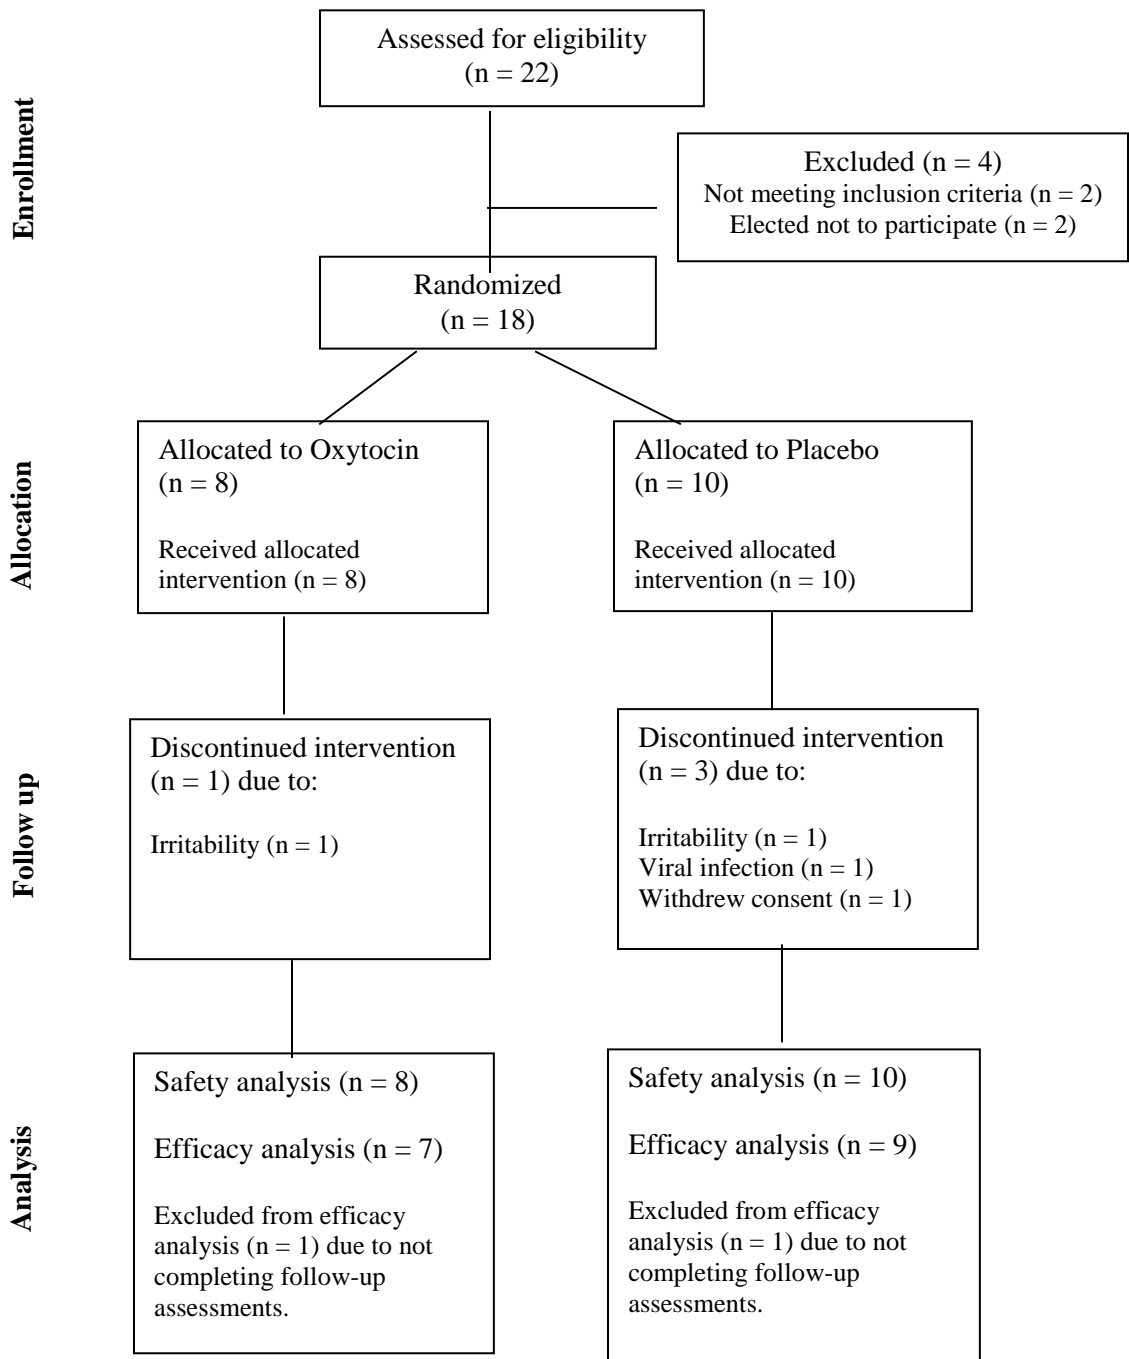 Assessed for eligibility
(n = 22)
Enrollment
Excluded (n = 4)
Not meeting inclusion criteria (n = 2)
Elected not to participate (n = 2)
Randomized
(n = 18)
Allocation
Allocated to Oxytocin
(n = 8)
Received allocated
intervention (n = 8)
Allocated to Placebo
(n = 10)
Received allocated
intervention (n = 10)
Follow up
Discontinued intervention
(n = 1) due to:
Irritability (n = 1)
Discontinued intervention
(n = 3) due to:
Irritability (n = 1)
Viral infection (n = 1)
Withdrew consent (n = 1)
Analysis
Safety analysis (n = 8)
Efficacy analysis (n = 7)
Excluded from efficacy
analysis (n = 1) due to not
completing follow-up
assessments.
Safety analysis (n = 10)
Efficacy analysis (n = 9)
Excluded from efficacy
analysis (n = 1) due to not
completing follow-up
assessments.